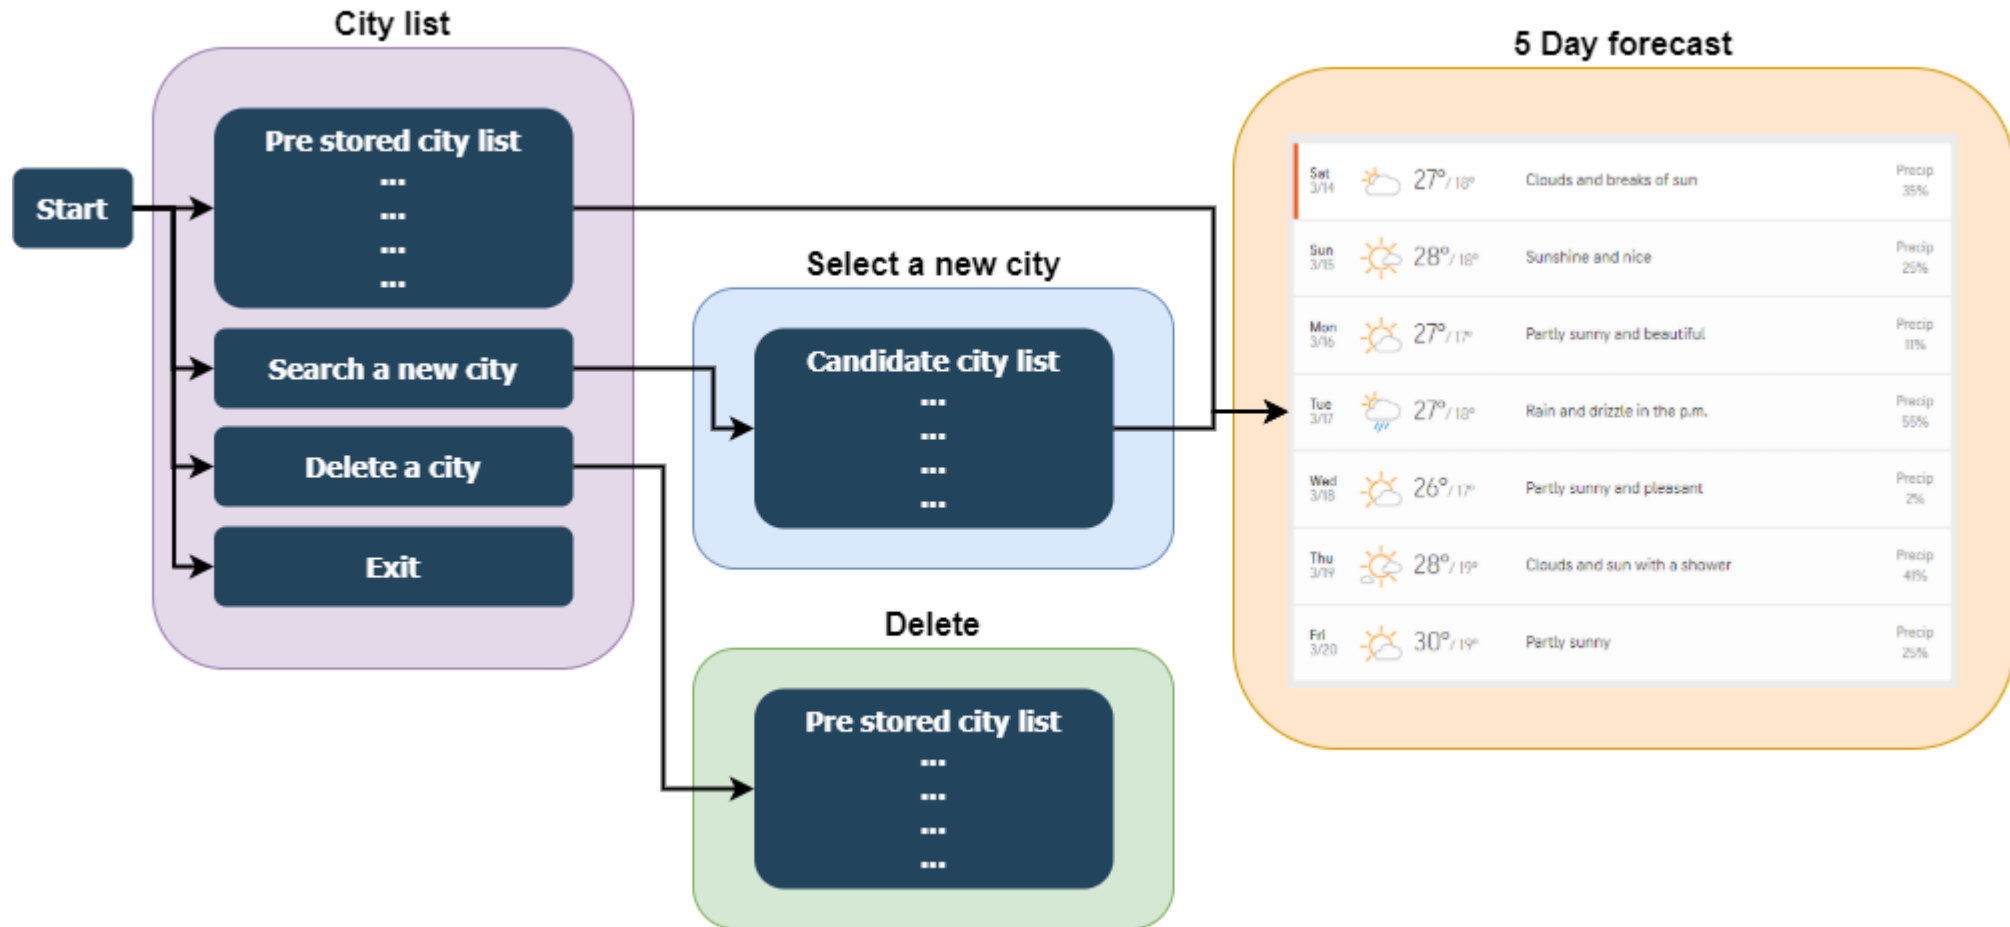 City list
Start
Pre stored city list
...
...
...
...
Search a new city
Delete a city
Exit
Select a new city
Candidate city list
...
...
...
...
Delete
Pre stored city list
...
...
...
...
5 Day forecast
Sat 27°/18° Clouds and breaks of sun Precip
3/14 35%
Sun 28°/18° Sunshine and nice Precip
3/15 25%
Mon 27°/17° Partly sunny and beautiful Precip
3/16 11%
Tue 27°/18° Rain and drizzle in the p.m. Precip
3/17 55%
Wed 26°/17° Partly sunny and pleasant Precip
3/18 2%
Thu 28°/19° Clouds and sun with a shower Precip
3/19 41%
Fri 30°/19° Partly sunny Precip
3/20 25%